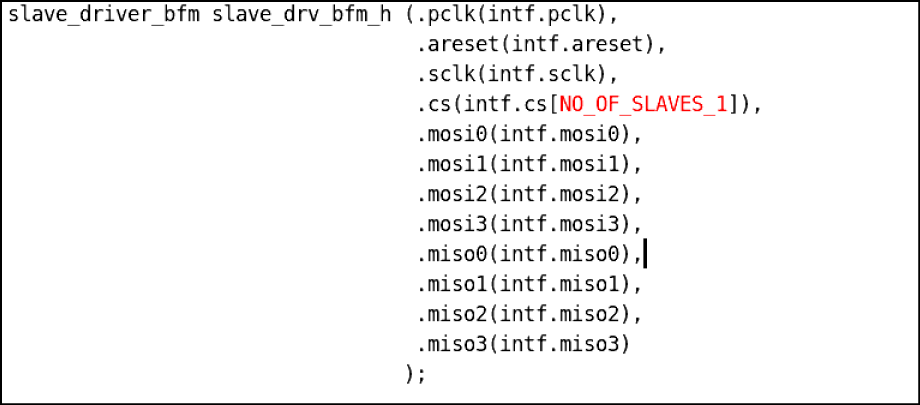 slave_driver_bfm slave_drv_bfm_h (.pclk(intf.pclk),
.areset(intf.areset),
.sclk(intf.sclk),
.cs(intf.cs[NO_OF_SLAVES_1]),
.mosi0(intf.mosi0),
.mosi1(intf.mosi1),
.mosi2(intf.mosi2),
.mosi3(intf.mosi3),
.miso0(intf.miso0),
.miso1(intf.miso1),
.miso2(intf.miso2),
.miso3(intf.miso3)
);